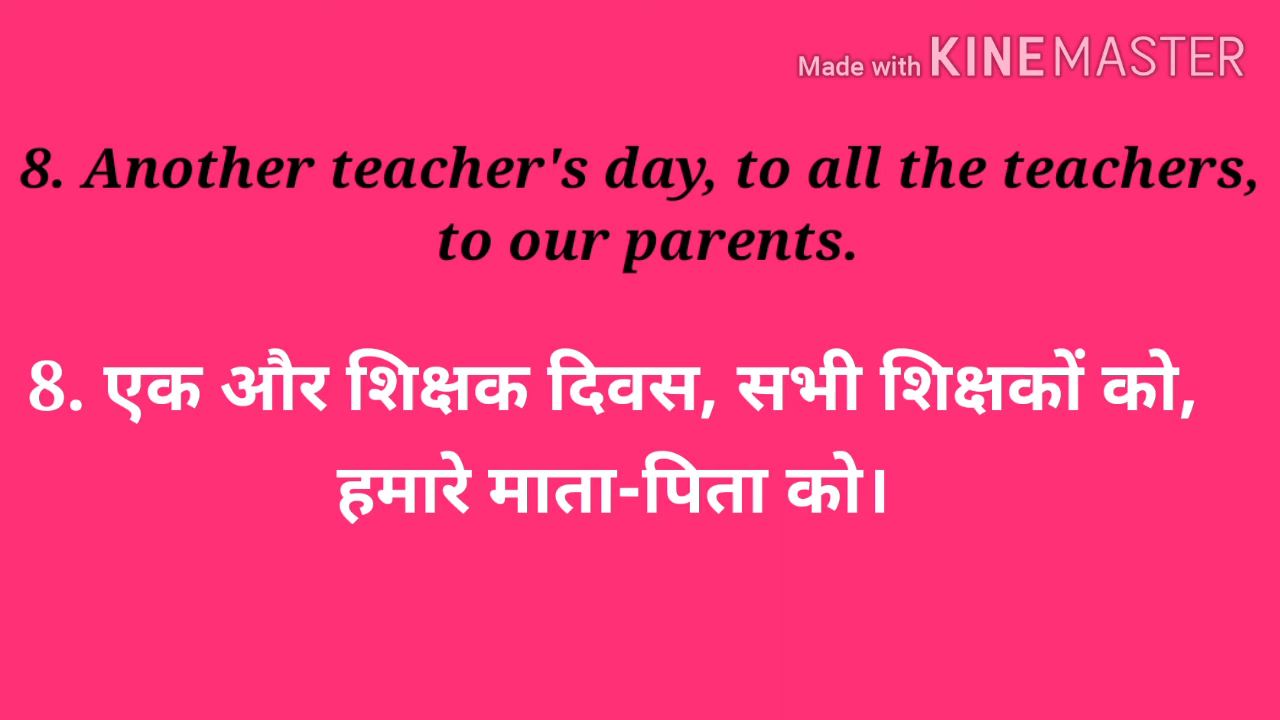 Made with KINEMASTER
8. Another teacher's day, to all the teachers,
to our parents.
8. एक और शिक्षक दिवस, सभी शिक्षकों को,
हमारे माता-पिता को।